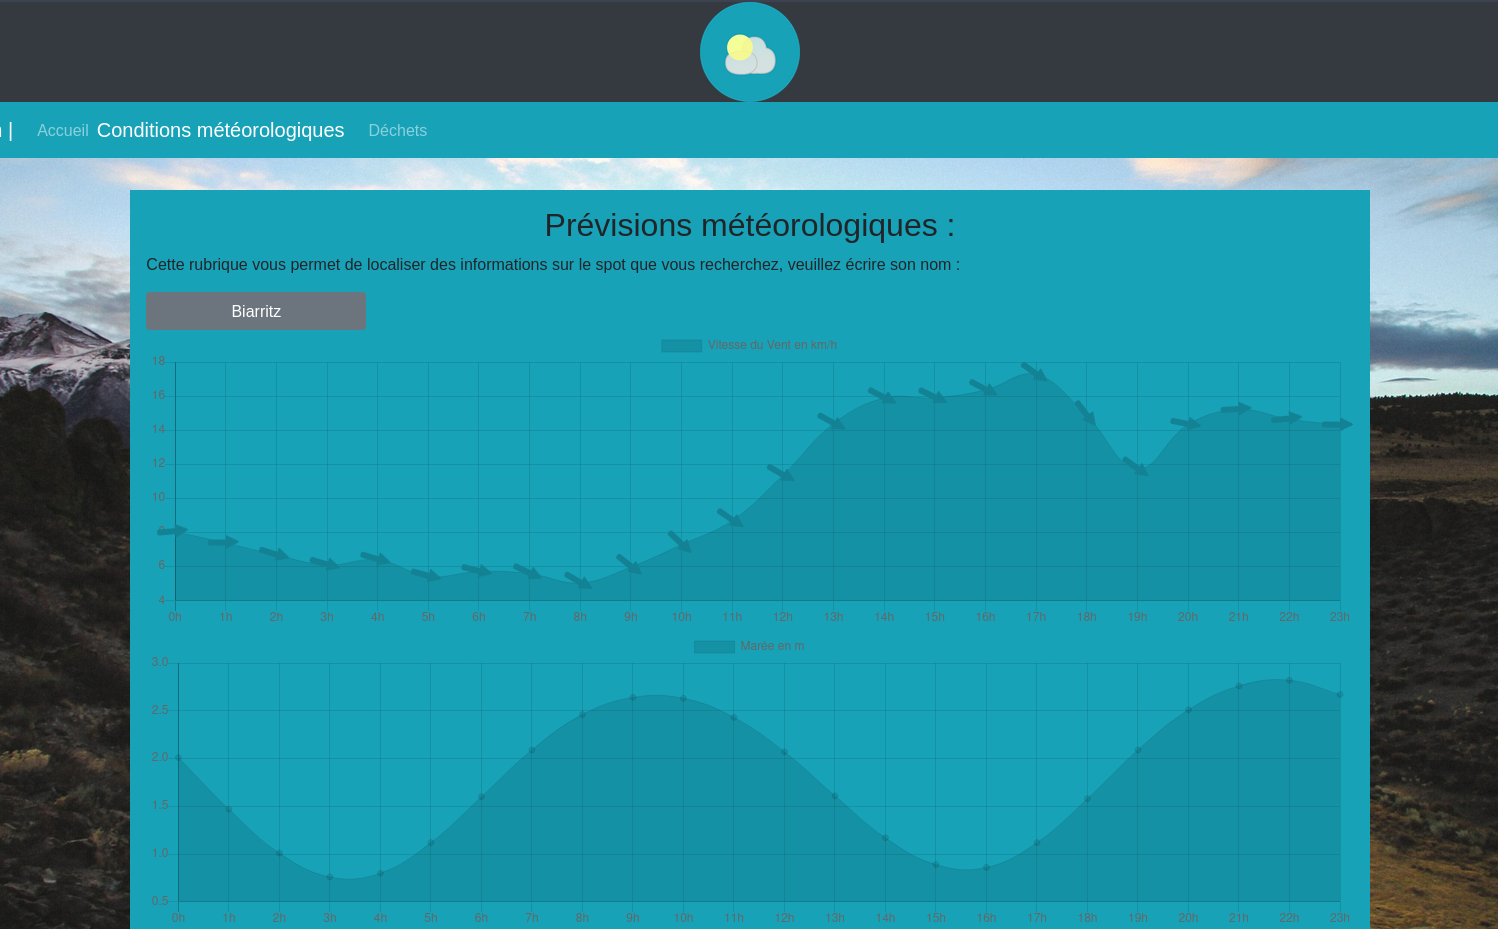 |
Accueil Conditions météorologiques Déchets
Prévisions météorologiques :
Cette rubrique vous permet de localiser des informations sur le spot que vous recherchez, veuillez écrire son nom :
Biarritz
Vitesse du Vent en km/h
18
16
14
12
10
6
4
0h 1h 2h 3h 4h 5h 6h 7h 8h 9h 10h 11h 12h 13h 14h 15h 16h 17h 18h 19h 20h 21h 22h 23h
Marée en m
3.0
2.5
2.0
1.5
1.0
0.5
0h 1h 2h 3h 4h 5h 6h 7h 8h 9h 10h 11h 12h 13h 14h 15h 16h 17h 18h 19h 20h 21h 22h 23h